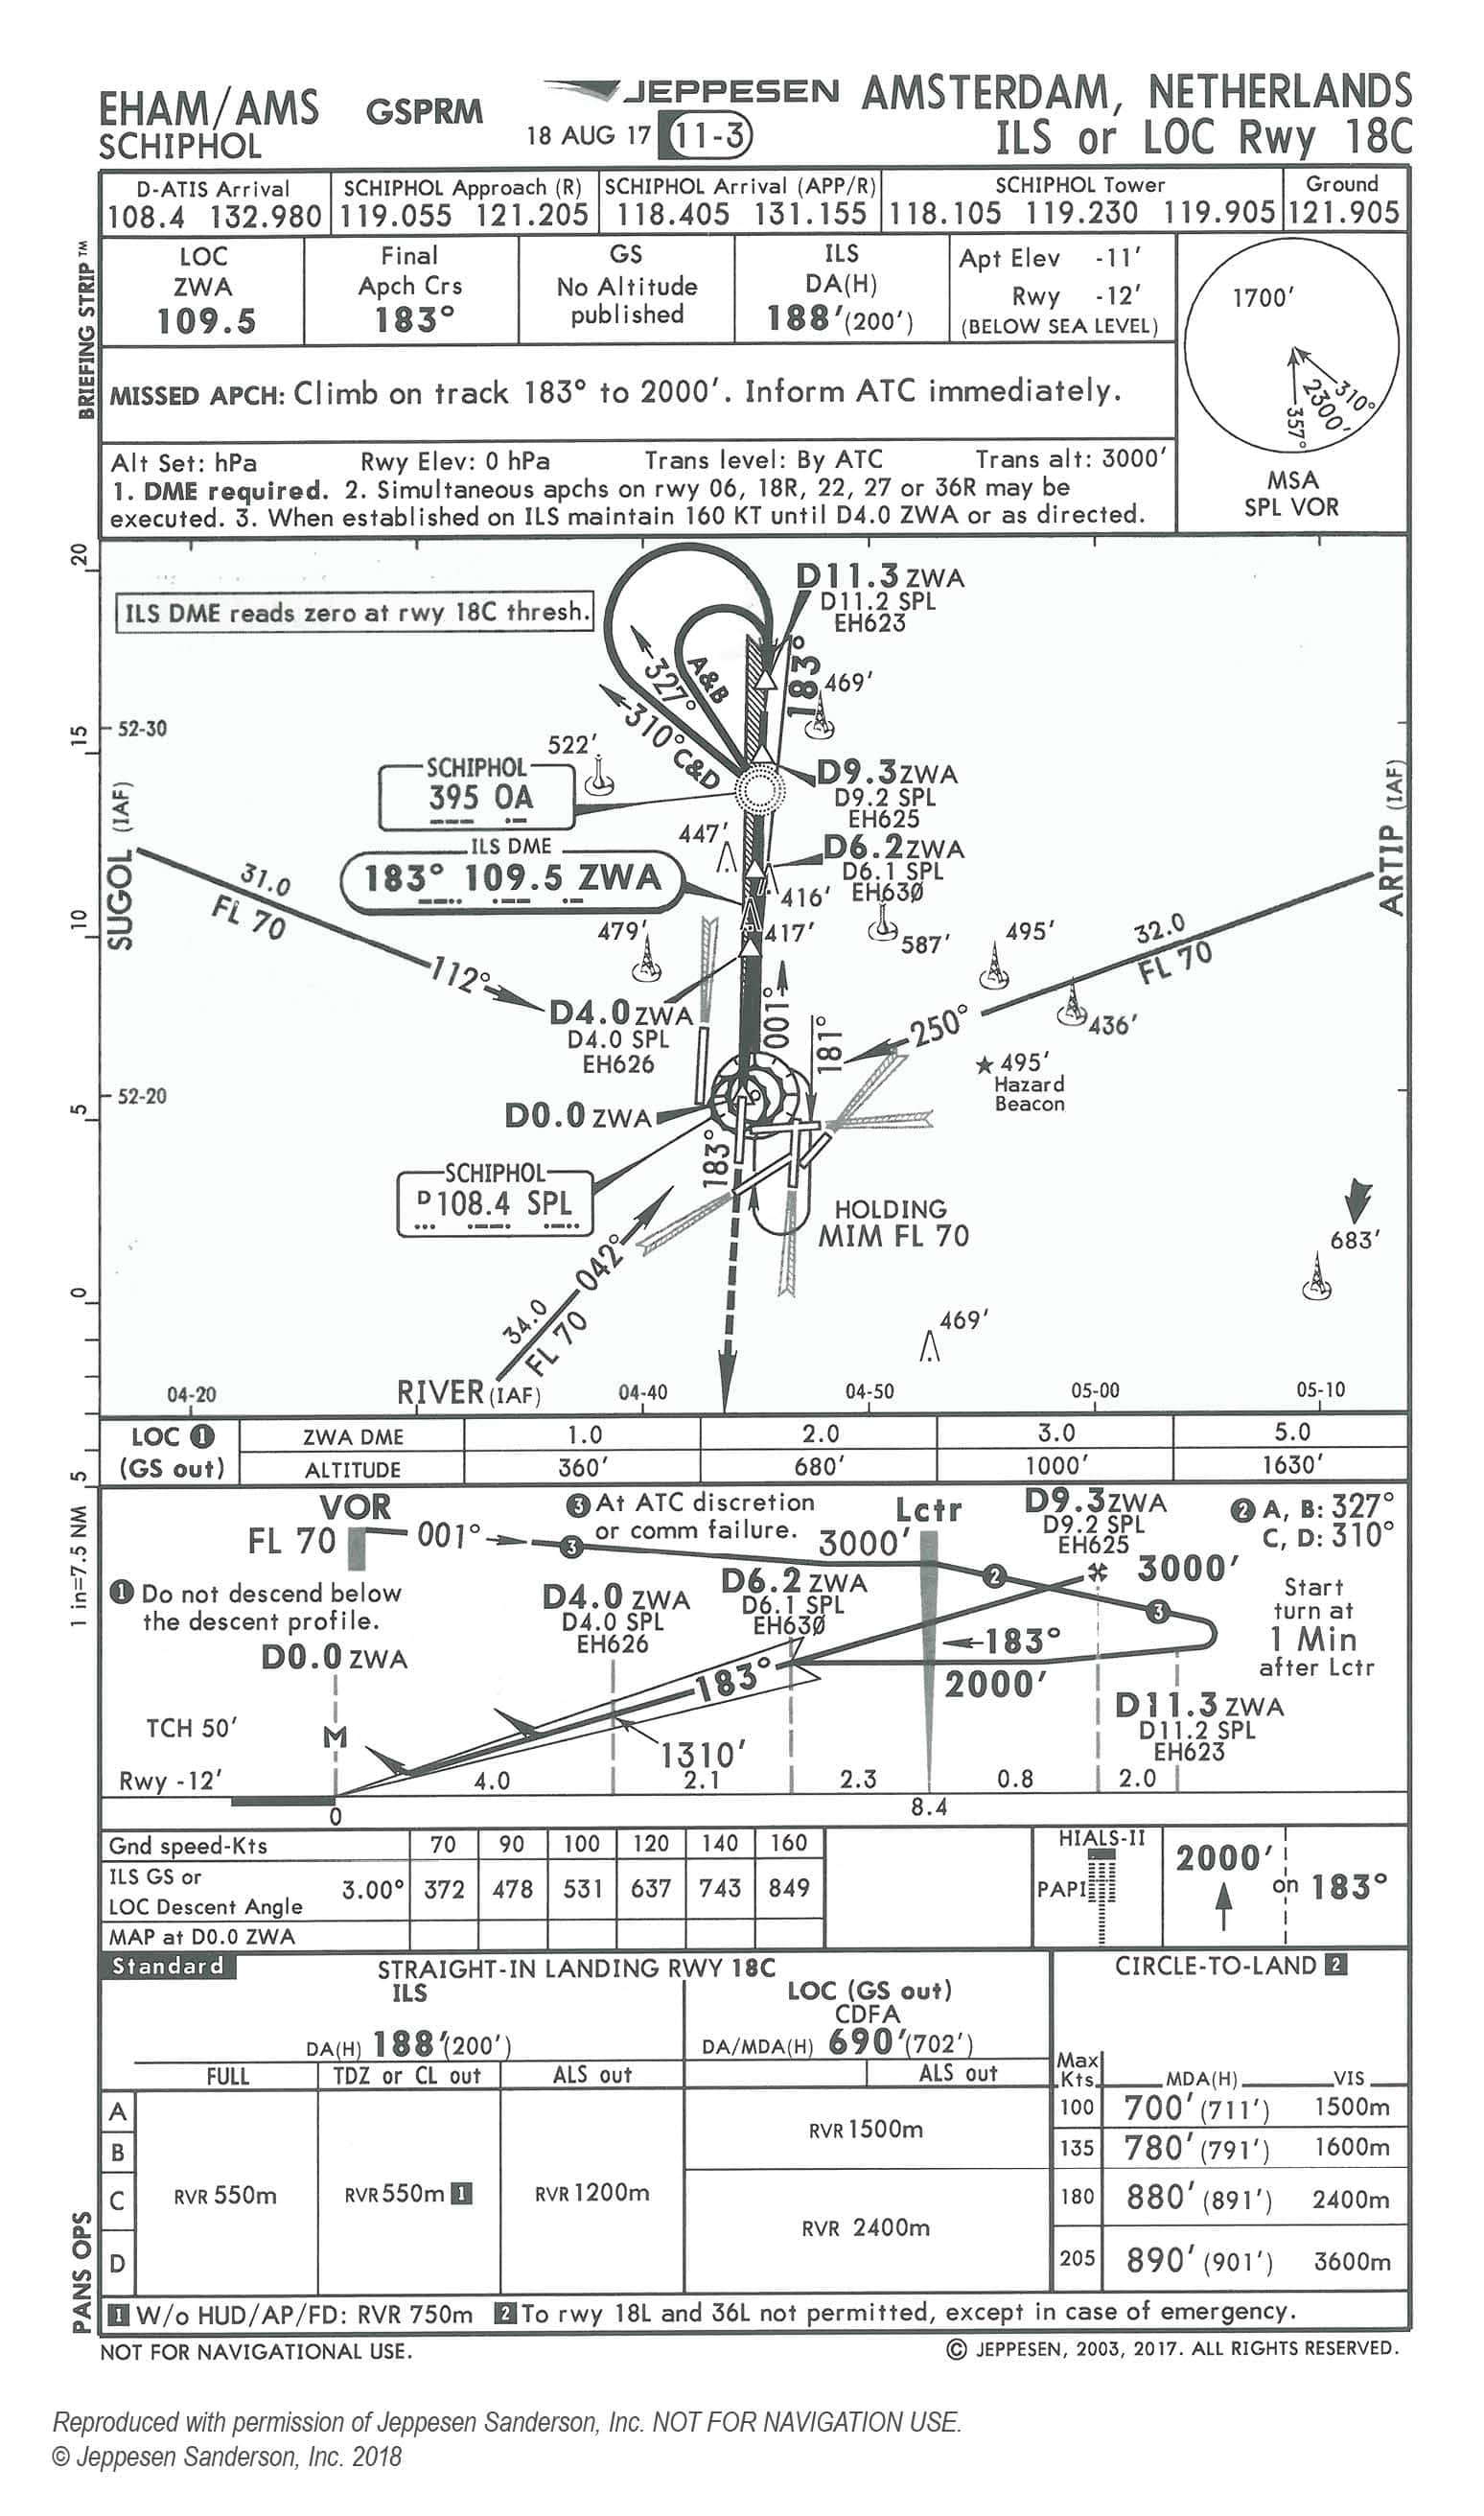 EHAM/AMS GSPRM JEPPESEN AMSTERDAM, NETHERLANDS
SCHIPHOL 18 AUG 17 11-3 ILS or LOC Rwy 18C
D-ATIS Arrival SCHIPHOL Approach (R) SCHIPHOL Arrival (APP/R) SCHIPHOL Tower Ground
108.4 132.980 119.055 121.205 118.405 131.155 118.105 119.230 119.905 121.905
BRIEFING STRIP™
LOC
ZWA
109.5
Final
Apch Crs
183°
GS
No Altitude
published
ILS
DA(H)
188'(200')
Apt Elev -11'
Rwy -12'
(BELOW SEA LEVEL)
1700'
310°
2300'
357°
MSA
SPL VOR
MISSED APCH: Climb on track 183° to 2000'. Inform ATC immediately.
Alt Set: hPa Rwy Elev: 0 hPa Trans level: By ATC Trans alt: 3000'
1. DME required. 2. Simultaneous apchs on rwy 06, 18R, 22, 27 or 36R may be
executed. 3. When established on ILS maintain 160 KT until D4.0 ZWA or as directed.
20
15
10
5
0
5
1 in=7.5 NM
ILS DME reads zero at rwy 18C thresh.
D11.3 ZWA
D11.2 SPL
EH623
183°
469'
A&B
327°
310°C&D
52-30
522'
SCHIPHOL
395 OA
D9.3 ZWA
D9.2 SPL
EH625
447'
D6.2 ZWA
D6.1 SPL
EH630
416'
ILS DME
183° 109.5 ZWA
417'
479'
587'
495'
SUGOL (IAF)
31.0
FL 70
112°
ARTIP (IAF)
32.0
FL 70
250°
436'
D4.0 ZWA
D4.0 SPL
EH626
001°
181°
495'
Hazard
Beacon
52-20
D0.0 ZWA
183°
SCHIPHOL
D 108.4 SPL
HOLDING
MIM FL 70
683'
042°
34.0
FL 70
469'
RIVER (IAF)
04-20 04-40 04-50 05-00 05-10
LOC 1 ZWA DME 1.0 2.0 3.0 5.0
(GS out) ALTITUDE 360' 680' 1000' 1630'
VOR
FL 70
001°
3 At ATC discretion
or comm failure.
3
3000'
Lctr
D9.3 ZWA
D9.2 SPL
EH625
2 A, B: 327°
C, D: 310°
1 Do not descend below
the descent profile.
D4.0 ZWA
D4.0 SPL
EH626
D6.2 ZWA
D6.1 SPL
EH630
2
3000'
3
Start
turn at
1 Min
after Lctr
D0.0 ZWA
183°
183°
2000'
D11.3 ZWA
D11.2 SPL
EH623
TCH 50'
M
1310'
Rwy -12'
4.0 2.1 2.3 0.8 2.0
0 8.4
Gnd speed-Kts 70 90 100 120 140 160
ILS GS or
LOC Descent Angle 3.00° 372 478 531 637 743 849
MAP at D0.0 ZWA
HIALS-II
PAPI
2000'
on 183°
Standard STRAIGHT-IN LANDING RWY 18C CIRCLE-TO-LAND 2
ILS
DA(H) 188'(200')
LOC (GS out)
CDFA
DA/MDA(H) 690'(702')
FULL TDZ or CL out ALS out ALS out
Max
Kts MDA(H) VIS
A
B
C
D
RVR 550m RVR 550m 1 RVR 1200m
RVR 1500m
RVR 2400m
100 700' (711') 1500m
135 780' (791') 1600m
180 880' (891') 2400m
205 890' (901') 3600m
PANS OPS
1 W/o HUD/AP/FD: RVR 750m 2 To rwy 18L and 36L not permitted, except in case of emergency.
NOT FOR NAVIGATIONAL USE. © JEPPESEN, 2003, 2017. ALL RIGHTS RESERVED.
Reproduced with permission of Jeppesen Sanderson, Inc. NOT FOR NAVIGATION USE.
© Jeppesen Sanderson, Inc. 2018